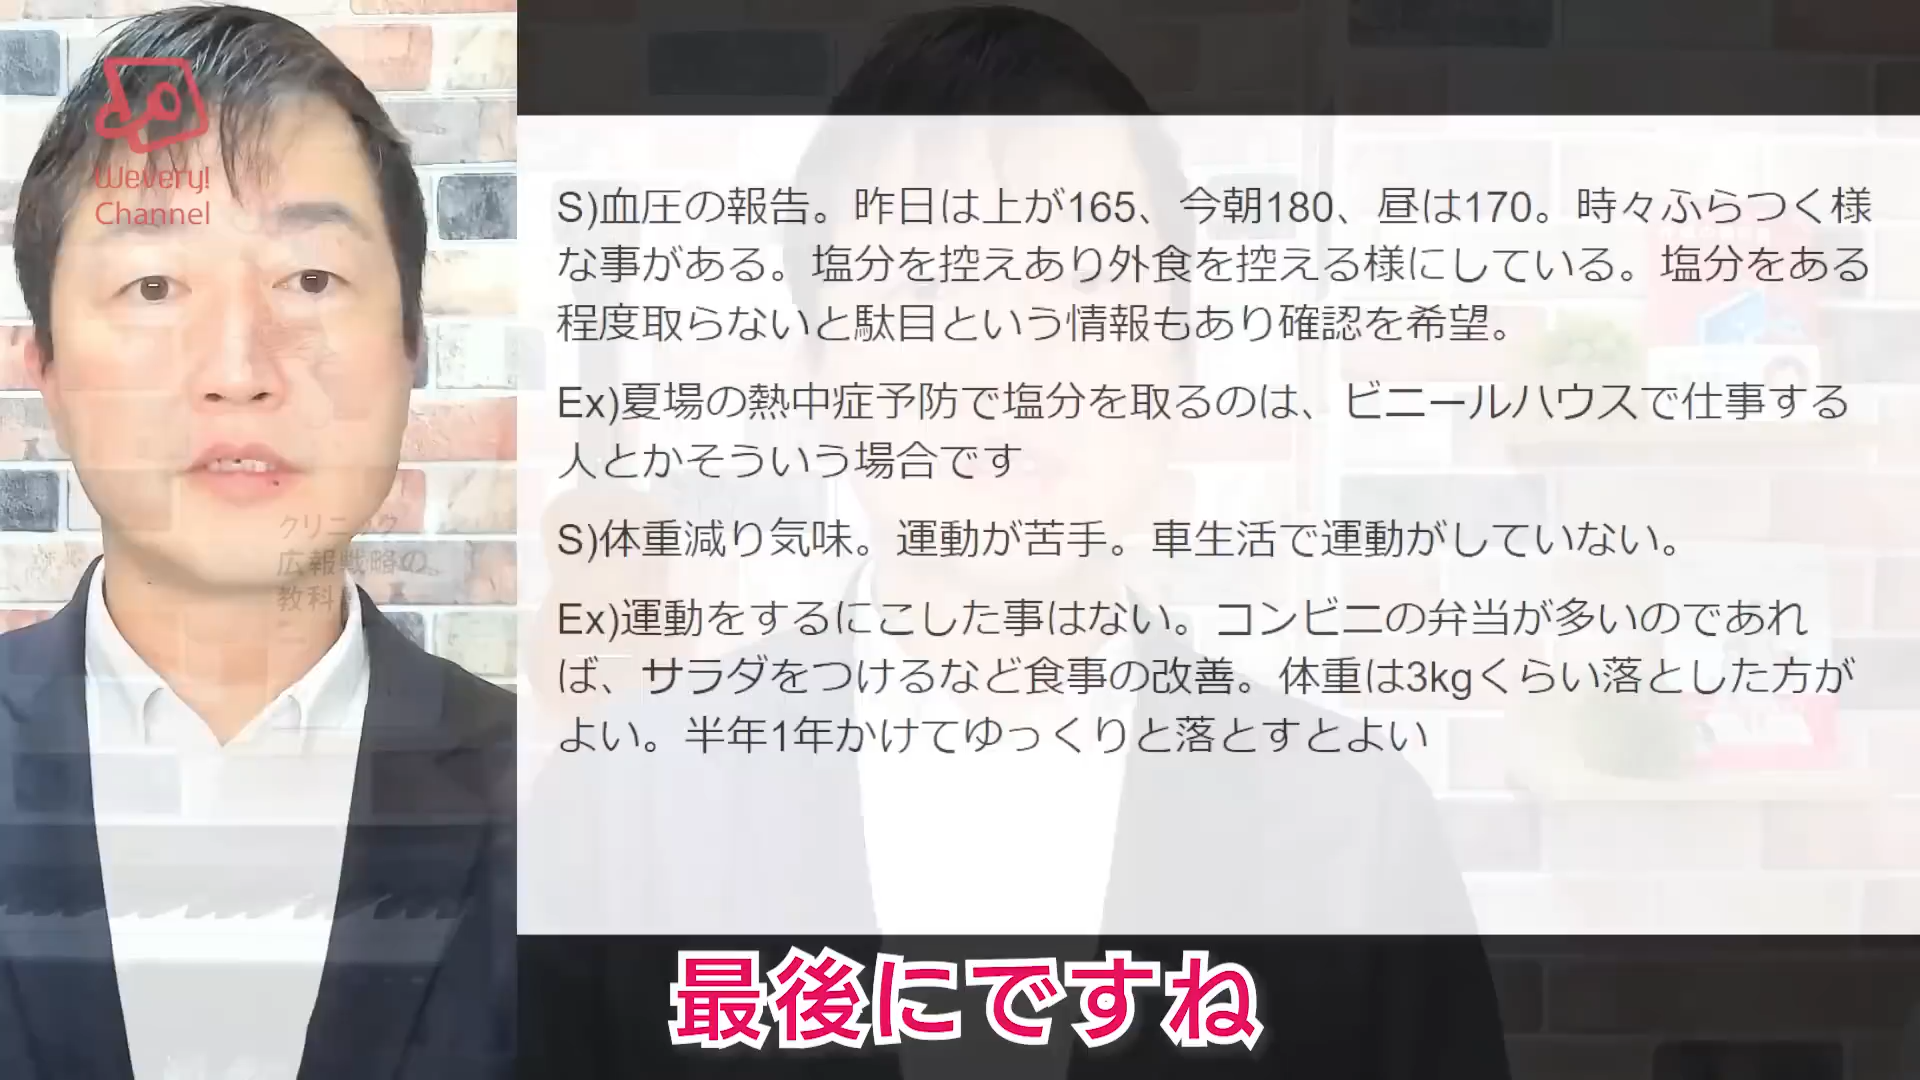 Wevery!
Channel
S)血圧の報告。昨日は上が165、今朝180、昼は170。時々ふらつく様
な事がある。塩分を控えあり外食を控える様にしている。塩分をある
程度取らないと駄目という情報もあり確認を希望。
Ex)夏場の熱中症予防で塩分を取るのは、ビニールハウスで仕事する
人とかそういう場合です
S)体重減り気味。運動が苦手。車生活で運動がしていない。
Ex)運動をするにこした事はない。コンビニの弁当が多いのであれ
ば、サラダをつけるなど食事の改善。体重は3kgくらい落とした方が
よい。半年1年かけてゆっくりと落とすとよい
クリニック
広報戦略の
教科
最後にですね